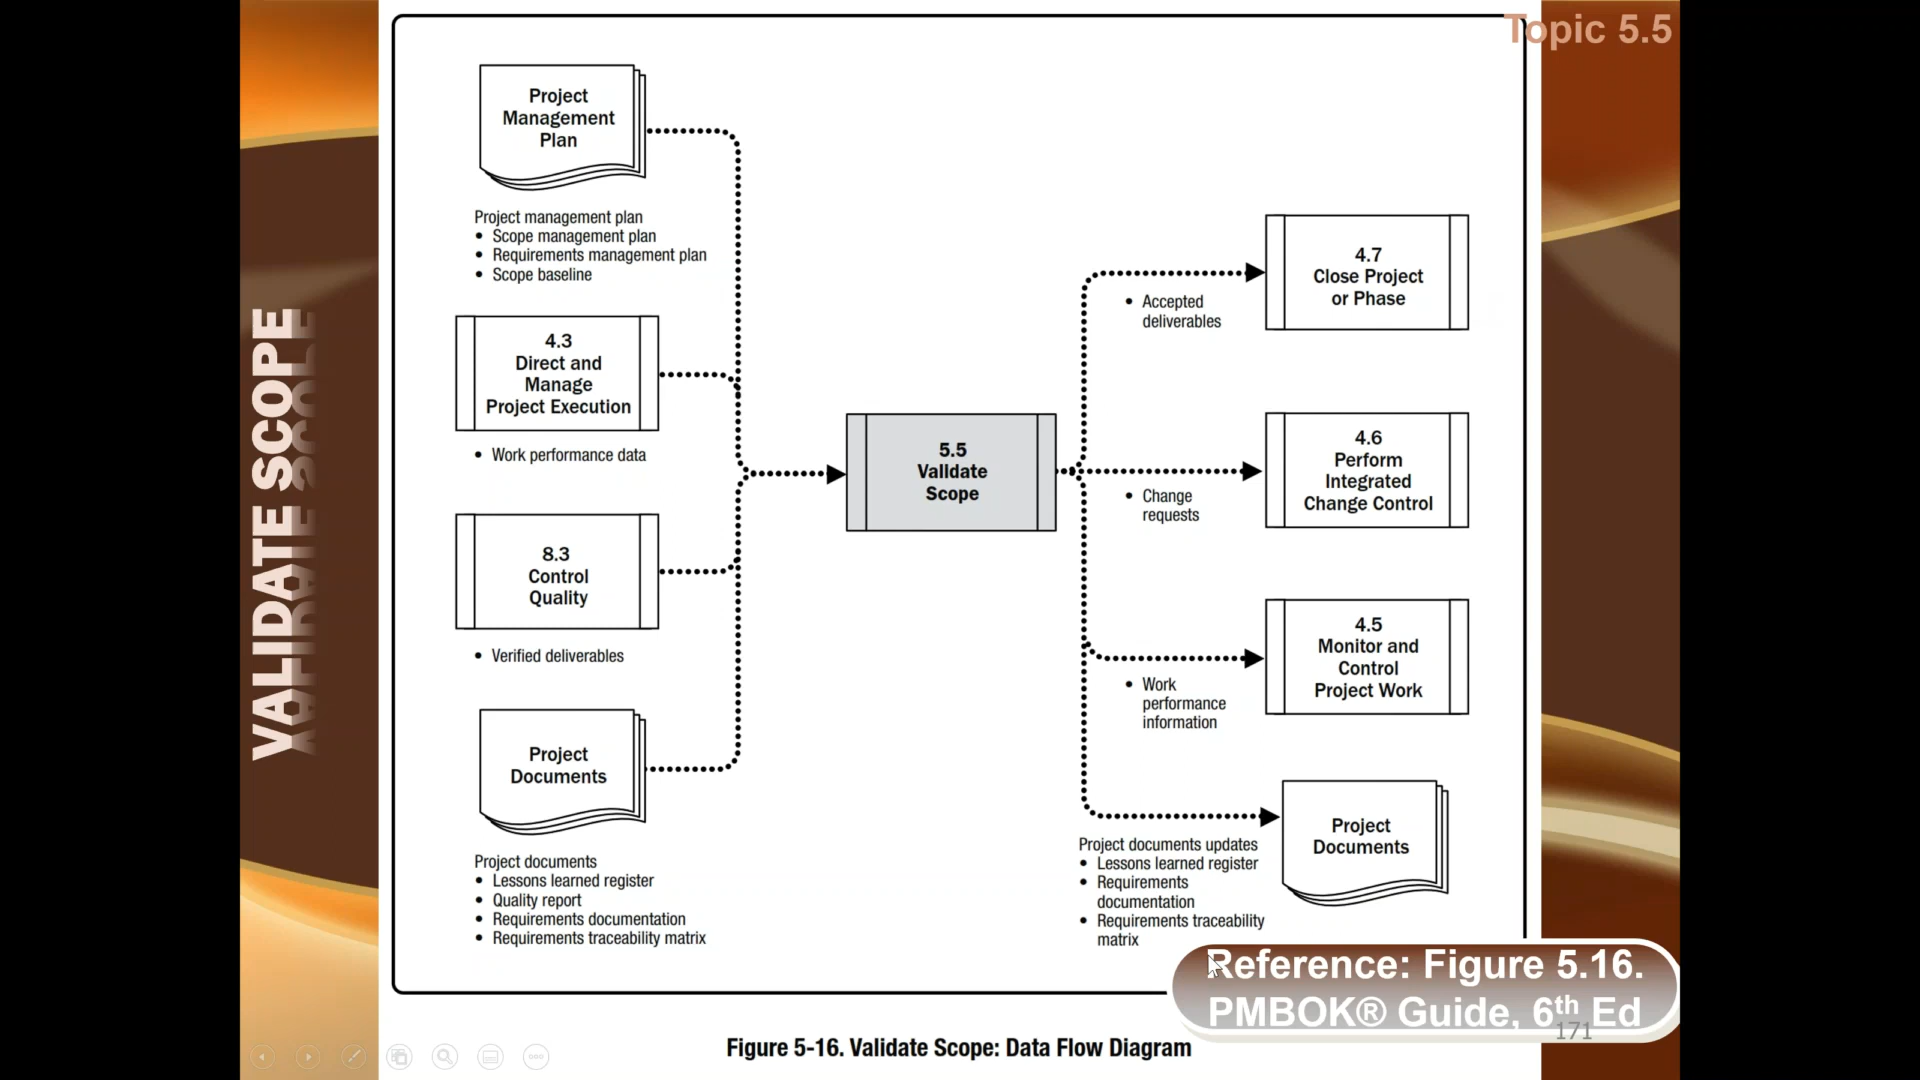 Topic 5.5
VALIDATE SCOPE
Project
Management
Plan
Project management plan
• Scope management plan
• Requirements management plan
• Scope baseline
4.3
Direct and
Manage
Project Execution
• Work performance data
8.3
Control
Quality
• Verified deliverables
Project
Documents
Project documents
• Lessons learned register
• Quality report
• Requirements documentation
• Requirements traceability matrix
5.5
Validate
Scope
• Accepted
deliverables
4.7
Close Project
or Phase
• Change
requests
4.6
Perform
Integrated
Change Control
• Work
performance
information
4.5
Monitor and
Control
Project Work
Project documents updates
• Lessons learned register
• Requirements
documentation
• Requirements traceability
matrix
Project
Documents
Reference: Figure 5.16.
PMBOK® Guide, 6th Ed
171
Figure 5-16. Validate Scope: Data Flow Diagram